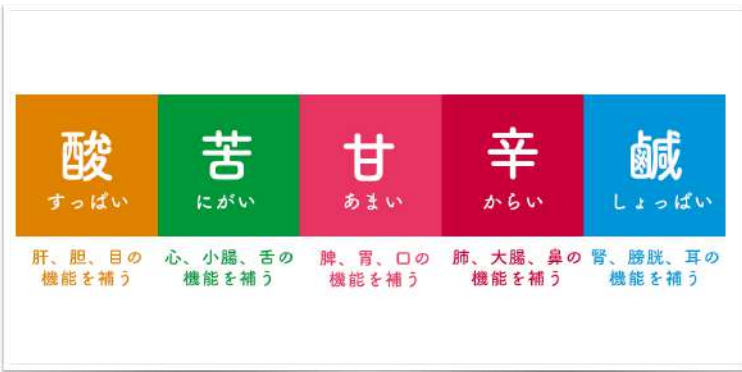 酸
すっぱい
肝、胆、目の
機能を補う
苦
にがい
心、小腸、舌の
機能を補う
甘
あまい
脾、胃、口の
機能を補う
辛
からい
肺、大腸、鼻の
機能を補う
鹹
しょっぱい
腎、膀胱、耳の
機能を補う